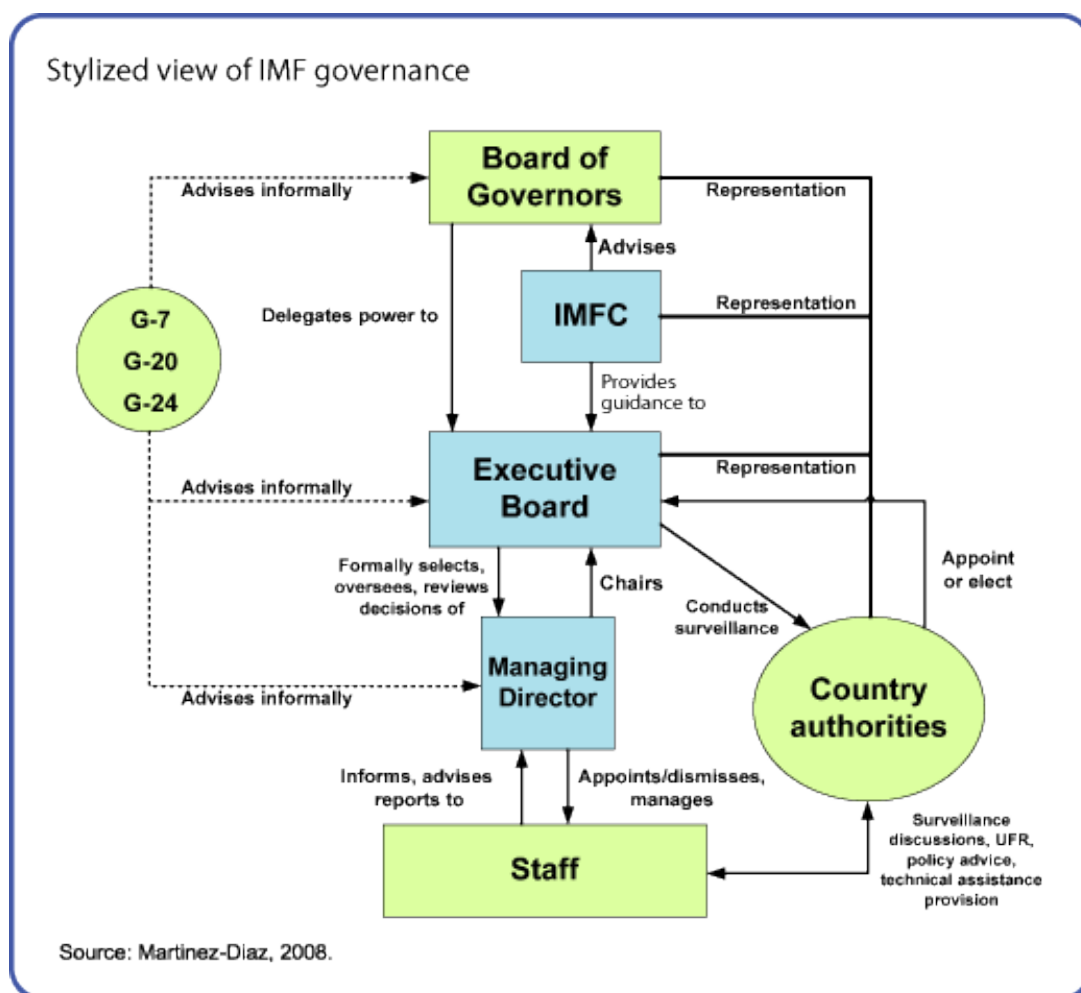 Stylized view of IMF governance
Board of
Governors
Advises informally
Representation
Advises
G-7
G-20
G-24
Delegates power to
IMFC
Representation
Provides
guidance to
Executive
Board
Representation
Advises informally
Formally selects,
oversees, reviews
decisions of
Chairs
Conducts
surveillance
Appoint
or elect
Managing
Director
Advises informally
Country
authorities
Informs, advises
reports to
Appoints/dismisses,
manages
Staff
Surveillance
discussions, UFR,
policy advice,
technical assistance
provision
Source: Martinez-Diaz, 2008.